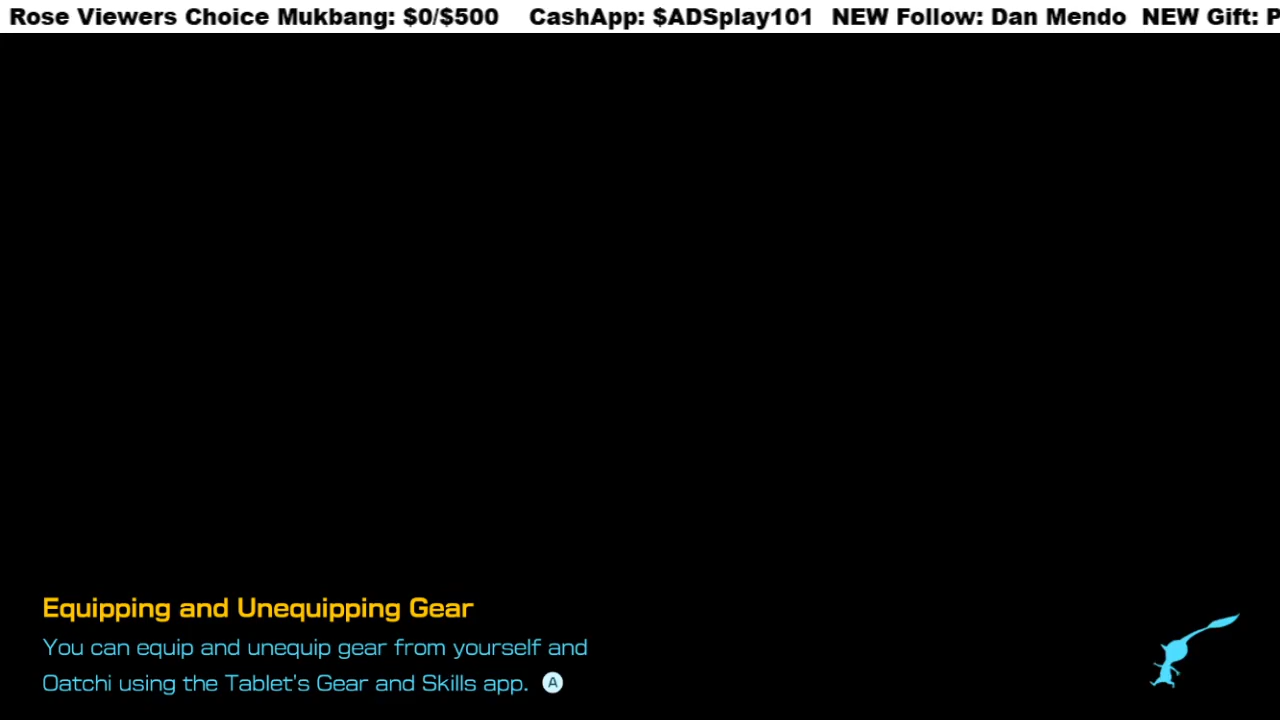 Rose Viewers Choice Mukbang: $0/$500 CashApp: $ADSplay101 NEW Follow: Dan Mendo NEW Gift: P
Equipping and Unequipping Gear
You can equip and unequip gear from yourself and
Oatchi using the Tablet's Gear and Skills app. A